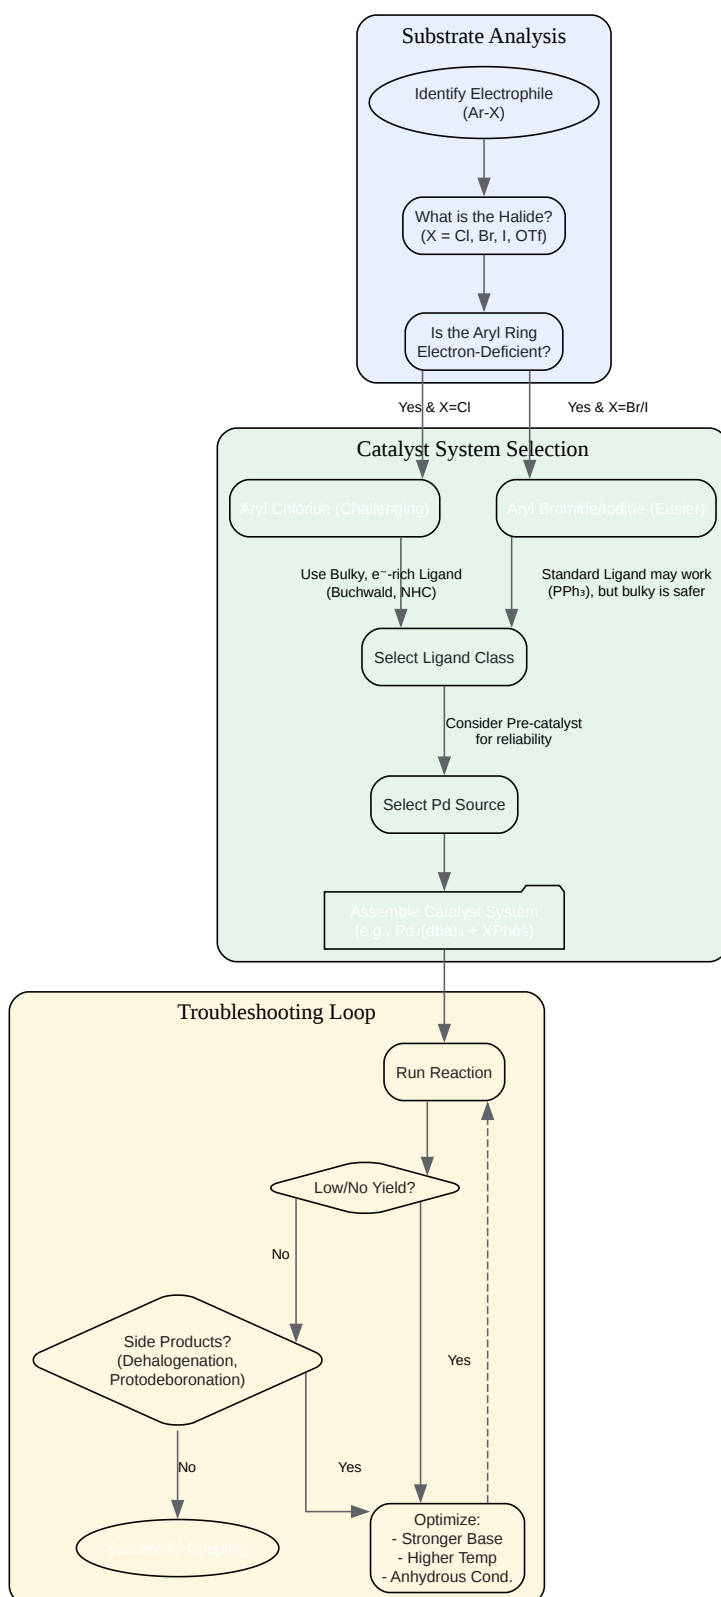 Substrate Analysis
Identify Electrophile
(Ar-X)
What is the Halide?
(X = Cl, Br, I, OTf)
Is the Aryl Ring
Electron-Deficient?
Yes & X=Cl
Yes & X=Br/I
Catalyst System Selection
Aryl Chloride (Challenging)
Aryl Bromide/Iodide (Easier)
Use Bulky, e⁻-rich Ligand
(Buchwald, NHC)
Standard Ligand may work
(PPh₃), but bulky is safer
Select Ligand Class
Consider Pre-catalyst
for reliability
Select Pd Source
Assemble Catalyst System
(e.g., Pd₂(dba)₃ + XPhos)
Troubleshooting Loop
Run Reaction
Low/No Yield?
No
Side Products?
(Dehalogenation,
Protodeboronation)
Yes
No
Yes
Successful Coupling
Optimize:
- Stronger Base
- Higher Temp
- Anhydrous Cond.